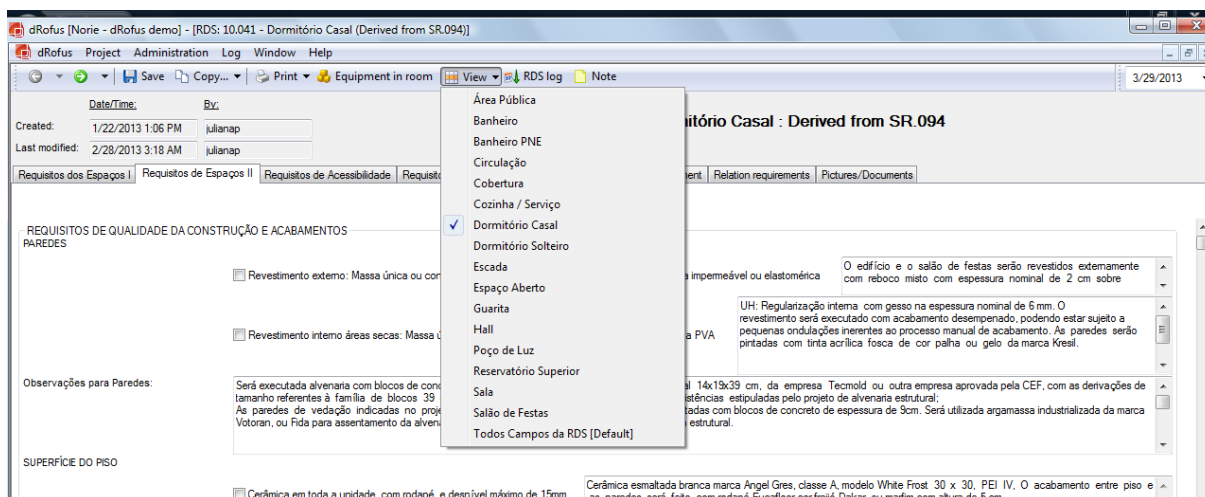 dRofus [Norie - dRofus demo] - [RDS: 10.041 - Dormitório Casal (Derived from SR.094)]
dRofus Project Administration Log Window Help
Save Copy... Print Equipment in room View RDS log Note 3/29/2013
Date/Time: By:
Created: 1/22/2013 1:06 PM julianap
Last modified: 2/28/2013 3:18 AM julianap
itório Casal : Derived from SR.094
Requisitos dos Espaços I Requisitos de Espaços II Requisitos de Acessibilidade Requisito ent Relation requirements Pictures/Documents
Área Pública
Banheiro
Banheiro PNE
Circulação
Cobertura
Cozinha / Serviço
Dormitório Casal
Dormitório Solteiro
Escada
Espaço Aberto
Guarita
Hall
Poço de Luz
Reservatório Superior
Sala
Salão de Festas
Todos Campos da RDS [Default]
REQUISITOS DE QUALIDADE DA CONSTRUÇÃO E ACABAMENTOS
PAREDES
Revestimento externo: Massa única ou con a impermeável ou elastomérica
O edifício e o salão de festas serão revestidos externamente
com reboco misto com espessura nominal de 2 cm sobre
Revestimento interno áreas secas: Massa ú a PVA
UH: Regularização interna com gesso na espessura nominal de 6 mm. O
revestimento será executado com acabamento desempenado, podendo estar sujeito a
pequenas ondulações inerentes ao processo manual de acabamento. As paredes serão
pintadas com tinta acrílica fosca de cor palha ou gelo da marca Kresil.
Observações para Paredes:
Será executada alvenaria com blocos de conc al 14x19x39 cm, da empresa Tecmold ou outra empresa aprovada pela CEF, com as derivações de
tamanho referentes à família de blocos 39 stências estipuladas pelo projeto de alvenaria estrutural;
As paredes de vedação indicadas no proje tadas com blocos de concreto de espessura de 9cm. Será utilizada argamassa industrializada da marca
Votoran, ou Fida para assentamento da alven estrutural.
SUPERFÍCIE DO PISO
Cerâmica em toda a unidade, com rodapé, e desnível máximo de 15mm
Cerâmica esmaltada branca marca Angel Gres, classe A, modelo White Frost 30 x 30, PEI IV, O acabamento entre piso e